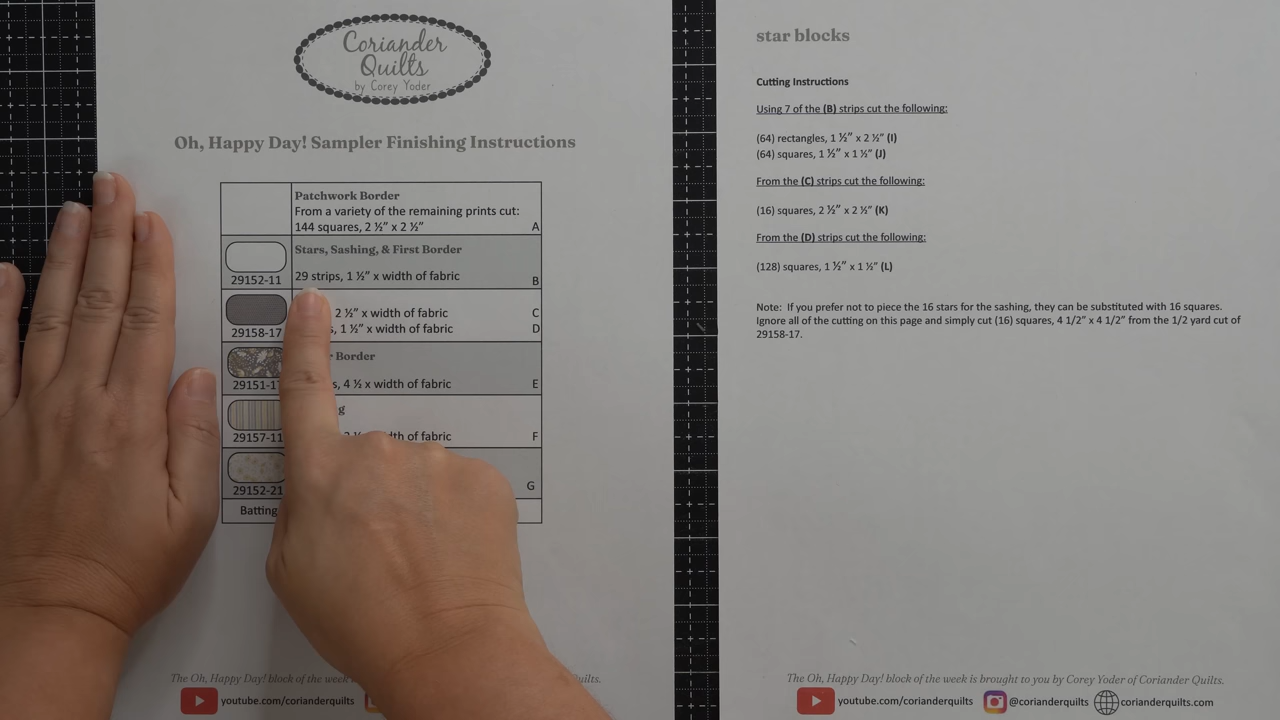 Coriander
Quilts
by Corey Yoder
Oh, Happy Day! Sampler Finishing Instructions
Patchwork Border
From a variety of the remaining prints cut:
144 squares, 2 ½” x 2 ½” A
Stars, Sashing, & First Border
29152-11 29 strips, 1 ½” x width of fabric B
2 ½” x width of fabric C
29158-17 , 1 ½” x width of fabric D
Border
29151-1 4 ½ x width of fabric E
29157-11 width of fabric F
29152-21 G
Batting
The Oh, Happy Day! block of the week Quilts.
corianderquilts
star blocks
Cutting Instructions
Using 7 of the (B) strips cut the following:
(64) rectangles, 1 ½” x 2 ½” (I)
(64) squares, 1 ½” x 1 ½” (J)
From the (C) strips cut the following:
(16) squares, 2 ½” x 2 ½” (K)
From the (D) strips cut the following:
(128) squares, 1 ½” x 1 ½” (L)
Note: If you prefer not to piece the 16 stars for the sashing, they can be substituted with 16 squares.
Ignore all of the cutting on this page and simply cut (16) squares, 4 1/2” x 4 1/2” from the 1/2 yard cut of
29158-17.
The Oh, Happy Day! block of the week is brought to you by Corey Yoder of Coriander Quilts.
youtube.com/corianderquilts @corianderquilts corianderquilts.com